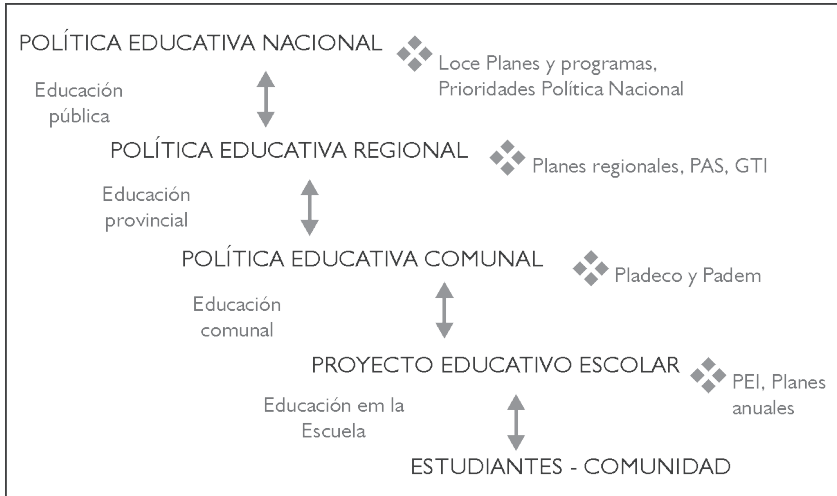 POLÍTICA EDUCATIVA NACIONAL
Loce Planes y programas,
Prioridades Política Nacional
Educación
pública
POLÍTICA EDUCATIVA REGIONAL
Planes regionales, PAS, GTI
Educación
provincial
POLÍTICA EDUCATIVA COMUNAL
Pladeco y Padem
Educación
comunal
PROYECTO EDUCATIVO ESCOLAR
PEI, Planes
anuales
Educación em la
Escuela
ESTUDIANTES - COMUNIDAD